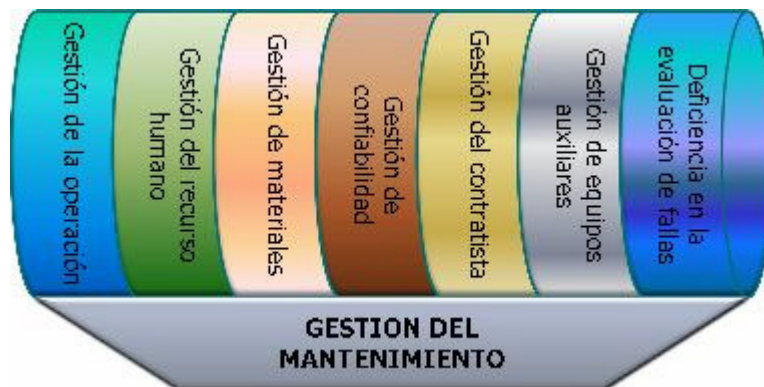 Gestión de la operación
Gestión del recurso
humano
Gestión de materiales
Gestión de
confiabilidad
Gestión del contratista
Gestión de equipos
auxiliares
Deficiencia en la
evaluación de fallas
GESTION DEL
MANTENIMIENTO